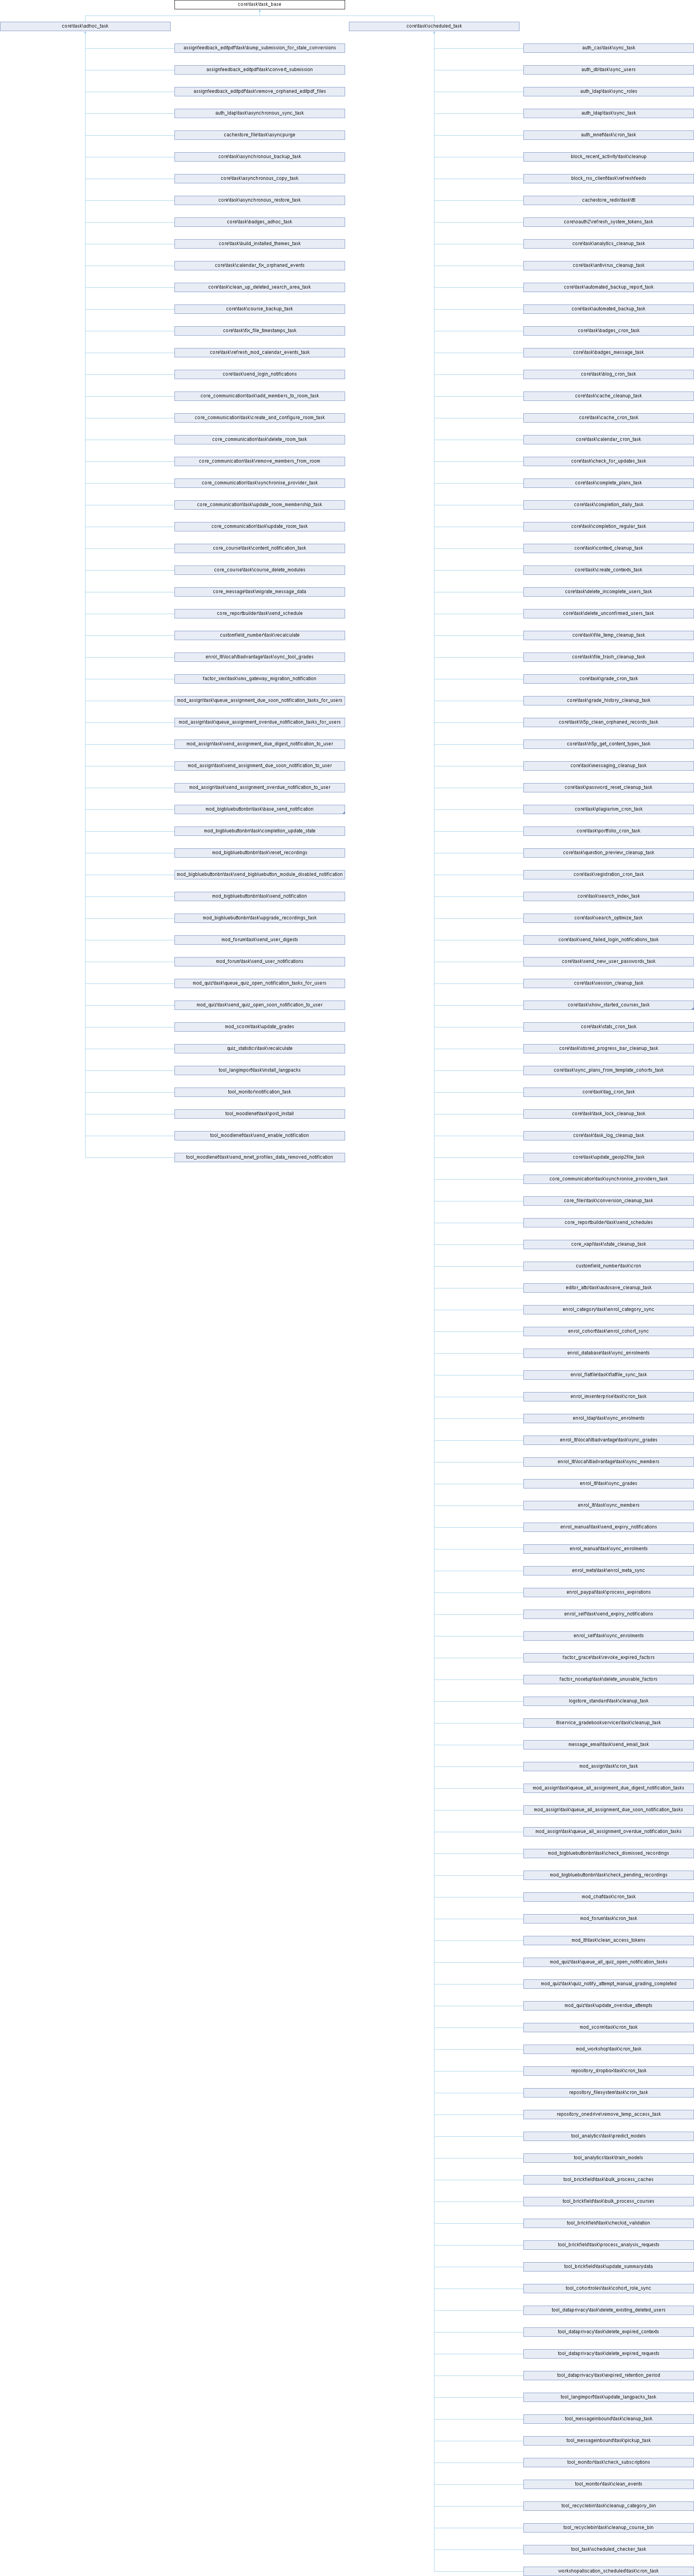 core\task\task_base
core\task\adhoc_task
core\task\scheduled_task
assignfeedback_editpdf\task\bump_submission_for_stale_conversions
assignfeedback_editpdf\task\convert_submission
assignfeedback_editpdf\task\remove_orphaned_editpdf_files
auth_ldap\task\asynchronous_sync_task
cachestore_file\task\asyncpurge
core\task\asynchronous_backup_task
core\task\asynchronous_copy_task
core\task\asynchronous_restore_task
core\task\badges_adhoc_task
core\task\build_installed_themes_task
core\task\calendar_fix_orphaned_events
core\task\clean_up_deleted_search_area_task
core\task\course_backup_task
core\task\fix_file_timestamps_task
core\task\refresh_mod_calendar_events_task
core\task\send_login_notifications
core_communication\task\add_members_to_room_task
core_communication\task\create_and_configure_room_task
core_communication\task\delete_room_task
core_communication\task\remove_members_from_room
core_communication\task\synchronise_provider_task
core_communication\task\update_room_membership_task
core_communication\task\update_room_task
core_course\task\content_notification_task
core_course\task\course_delete_modules
core_message\task\migrate_message_data
core_reportbuilder\task\send_schedule
customfield_number\task\recalculate
enrol_lti\local\ltiadvantage\task\sync_tool_grades
factor_sms\task\sms_gateway_migration_notification
mod_assign\task\queue_assignment_due_soon_notification_tasks_for_users
mod_assign\task\queue_assignment_overdue_notification_tasks_for_users
mod_assign\task\send_assignment_due_digest_notification_to_user
mod_assign\task\send_assignment_due_soon_notification_to_user
mod_assign\task\send_assignment_overdue_notification_to_user
mod_bigbluebuttonbn\task\base_send_notification
mod_bigbluebuttonbn\task\completion_update_state
mod_bigbluebuttonbn\task\reset_recordings
mod_bigbluebuttonbn\task\send_bigbluebutton_module_disabled_notification
mod_bigbluebuttonbn\task\send_notification
mod_bigbluebuttonbn\task\upgrade_recordings_task
mod_forum\task\send_user_digests
mod_forum\task\send_user_notifications
mod_quiz\task\queue_quiz_open_notification_tasks_for_users
mod_quiz\task\send_quiz_open_soon_notification_to_user
mod_scorm\task\update_grades
quiz_statistics\task\recalculate
tool_langimport\task\install_langpacks
tool_monitor\notification_task
tool_moodlenet\task\post_install
tool_moodlenet\task\send_enable_notification
tool_moodlenet\task\send_mnet_profiles_data_removed_notification
auth_cas\task\sync_task
auth_db\task\sync_users
auth_ldap\task\sync_roles
auth_ldap\task\sync_task
auth_mnet\task\cron_task
block_recent_activity\task\cleanup
block_rss_client\task\refreshfeeds
cachestore_redis\task\ttl
core\oauth2\refresh_system_tokens_task
core\task\analytics_cleanup_task
core\task\antivirus_cleanup_task
core\task\automated_backup_report_task
core\task\automated_backup_task
core\task\badges_cron_task
core\task\badges_message_task
core\task\blog_cron_task
core\task\cache_cleanup_task
core\task\cache_cron_task
core\task\calendar_cron_task
core\task\check_for_updates_task
core\task\complete_plans_task
core\task\completion_daily_task
core\task\completion_regular_task
core\task\context_cleanup_task
core\task\create_contexts_task
core\task\delete_incomplete_users_task
core\task\delete_unconfirmed_users_task
core\task\file_temp_cleanup_task
core\task\file_trash_cleanup_task
core\task\grade_cron_task
core\task\grade_history_cleanup_task
core\task\h5p_clean_orphaned_records_task
core\task\h5p_get_content_types_task
core\task\messaging_cleanup_task
core\task\password_reset_cleanup_task
core\task\plagiarism_cron_task
core\task\portfolio_cron_task
core\task\question_preview_cleanup_task
core\task\registration_cron_task
core\task\search_index_task
core\task\search_optimize_task
core\task\send_failed_login_notifications_task
core\task\send_new_user_passwords_task
core\task\session_cleanup_task
core\task\show_started_courses_task
core\task\stats_cron_task
core\task\stored_progress_bar_cleanup_task
core\task\sync_plans_from_template_cohorts_task
core\task\tag_cron_task
core\task\task_lock_cleanup_task
core\task\task_log_cleanup_task
core\task\update_geoip2file_task
core_communication\task\synchronise_providers_task
core_files\task\conversion_cleanup_task
core_reportbuilder\task\send_schedules
core_xapi\task\state_cleanup_task
customfield_number\task\cron
editor_atto\task\autosave_cleanup_task
enrol_category\task\enrol_category_sync
enrol_cohort\task\enrol_cohort_sync
enrol_database\task\sync_enrolments
enrol_flatfile\task\flatfile_sync_task
enrol_imsenterprise\task\cron_task
enrol_ldap\task\sync_enrolments
enrol_lti\local\ltiadvantage\task\sync_grades
enrol_lti\local\ltiadvantage\task\sync_members
enrol_lti\task\sync_grades
enrol_lti\task\sync_members
enrol_manual\task\send_expiry_notifications
enrol_manual\task\sync_enrolments
enrol_meta\task\enrol_meta_sync
enrol_paypal\task\process_expirations
enrol_self\task\send_expiry_notifications
enrol_self\task\sync_enrolments
factor_grace\task\revoke_expired_factors
factor_nosetup\task\delete_unusable_factors
logstore_standard\task\cleanup_task
ltiservice_gradebookservices\task\cleanup_task
message_email\task\send_email_task
mod_assign\task\cron_task
mod_assign\task\queue_all_assignment_due_digest_notification_tasks
mod_assign\task\queue_all_assignment_due_soon_notification_tasks
mod_assign\task\queue_all_assignment_overdue_notification_tasks
mod_bigbluebuttonbn\task\check_dismissed_recordings
mod_bigbluebuttonbn\task\check_pending_recordings
mod_chat\task\cron_task
mod_forum\task\cron_task
mod_lti\task\clean_access_tokens
mod_quiz\task\queue_all_quiz_open_notification_tasks
mod_quiz\task\quiz_notify_attempt_manual_grading_completed
mod_quiz\task\update_overdue_attempts
mod_scorm\task\cron_task
mod_workshop\task\cron_task
repository_dropbox\task\cron_task
repository_filesystem\task\cron_task
repository_onedrive\remove_temp_access_task
tool_analytics\task\predict_models
tool_analytics\task\train_models
tool_brickfield\task\bulk_process_caches
tool_brickfield\task\bulk_process_courses
tool_brickfield\task\checkid_validation
tool_brickfield\task\process_analysis_requests
tool_brickfield\task\update_summarydata
tool_cohortroles\task\cohort_role_sync
tool_dataprivacy\task\delete_existing_deleted_users
tool_dataprivacy\task\delete_expired_contexts
tool_dataprivacy\task\delete_expired_requests
tool_dataprivacy\task\expired_retention_period
tool_langimport\task\update_langpacks_task
tool_messageinbound\task\cleanup_task
tool_messageinbound\task\pickup_task
tool_monitor\task\check_subscriptions
tool_monitor\task\clean_events
tool_recyclebin\task\cleanup_category_bin
tool_recyclebin\task\cleanup_course_bin
tool_task\scheduled_checker_task
workshopallocation_scheduled\task\cron_task